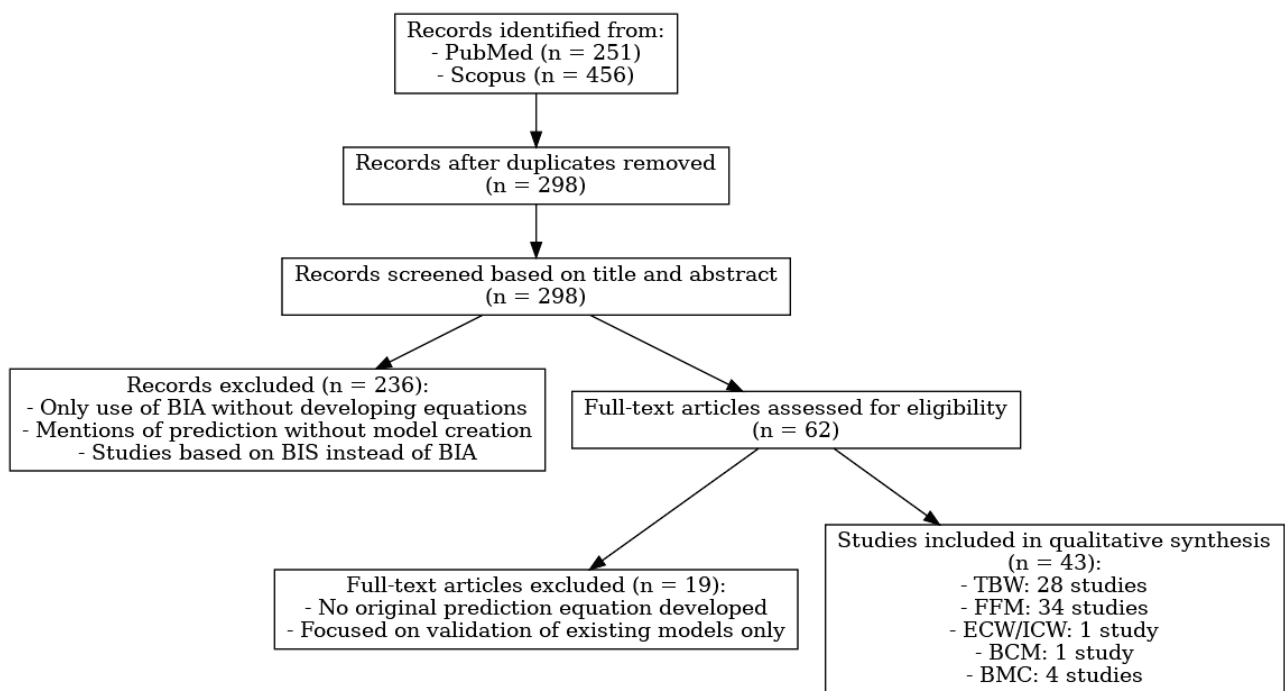 Records identified from:
- PubMed (n = 251)
- Scopus (n = 456)
Records after duplicates removed
(n = 298)
Records screened based on title and abstract
(n = 298)
Records excluded (n = 236):
- Only use of BIA without developing equations
- Mentions of prediction without model creation
- Studies based on BIS instead of BIA
Full-text articles assessed for eligibility
(n = 62)
Full-text articles excluded (n = 19):
- No original prediction equation developed
- Focused on validation of existing models only
Studies included in qualitative synthesis
(n = 43):
- TBW: 28 studies
- FFM: 34 studies
- ECW/ICW: 1 study
- BCM: 1 study
- BMC: 4 studies